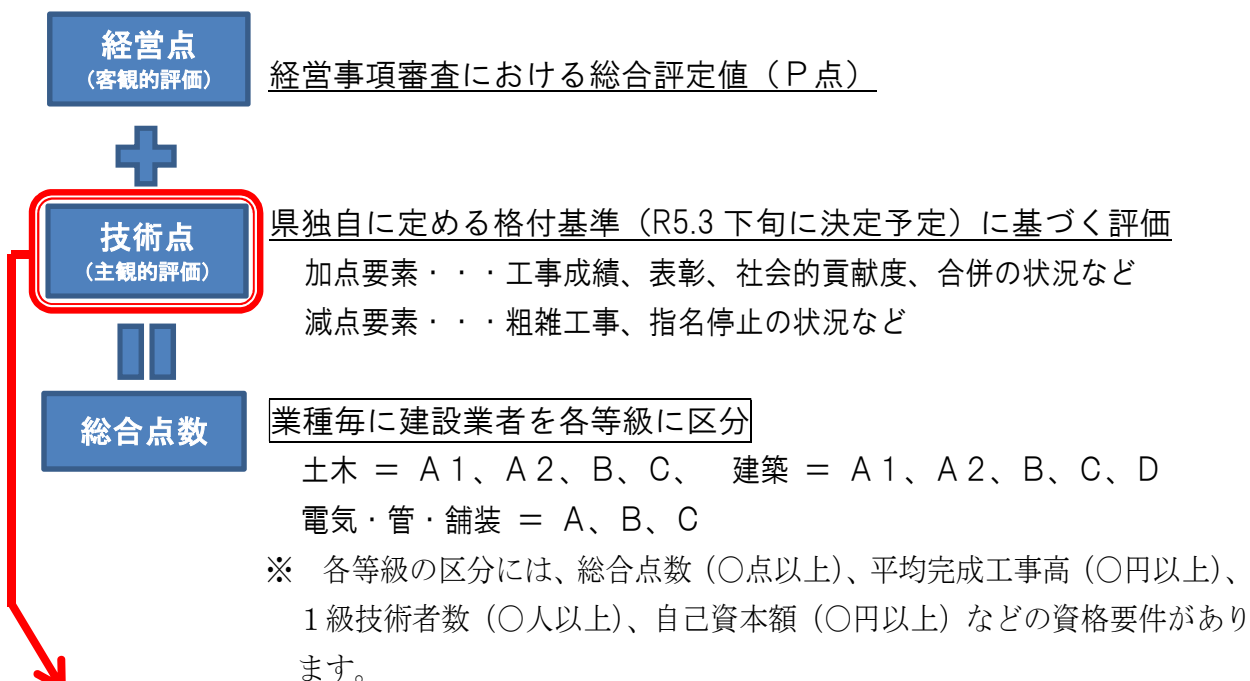 経営点
（客観的評価）
経営事項審査における総合評定値（Ｐ点）
技術点
（主観的評価）
県独自に定める格付基準（R5.3 下旬に決定予定）に基づく評価
加点要素・・・工事成績、表彰、社会的貢献度、合併の状況など
減点要素・・・粗雑工事、指名停止の状況など
総合点数
業種毎に建設業者を各等級に区分
土木 ＝ Ａ１、Ａ２、Ｂ、Ｃ、　建築 ＝ Ａ１、Ａ２、Ｂ、Ｃ、Ｄ
電気・管・舗装 ＝ Ａ、Ｂ、Ｃ
※　各等級の区分には、総合点数（○点以上）、平均完成工事高（○円以上）、
１級技術者数（○人以上）、自己資本額（○円以上）などの資格要件があり
ます。